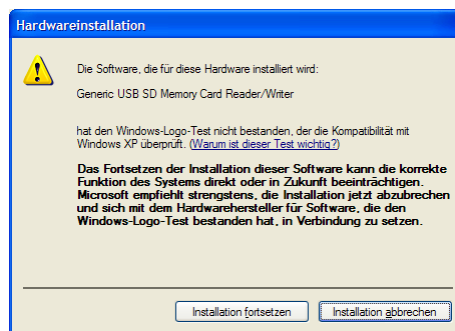 Hardwareinstallation
Die Software, die für diese Hardware installiert wird:
Generic USB SD Memory Card Reader/Writer
hat den Windows-Logo-Test nicht bestanden, der die Kompatibilität mit
Windows XP überprüft. (Warum ist dieser Test wichtig?)
Das Fortsetzen der Installation dieser Software kann die korrekte
Funktion des Systems direkt oder in Zukunft beeinträchtigen.
Microsoft empfiehlt strengstens, die Installation jetzt abzubrechen
und sich mit dem Hardwarehersteller für Software, die den
Windows-Logo-Test bestanden hat, in Verbindung zu setzen.
Installation fortsetzen
Installation abbrechen